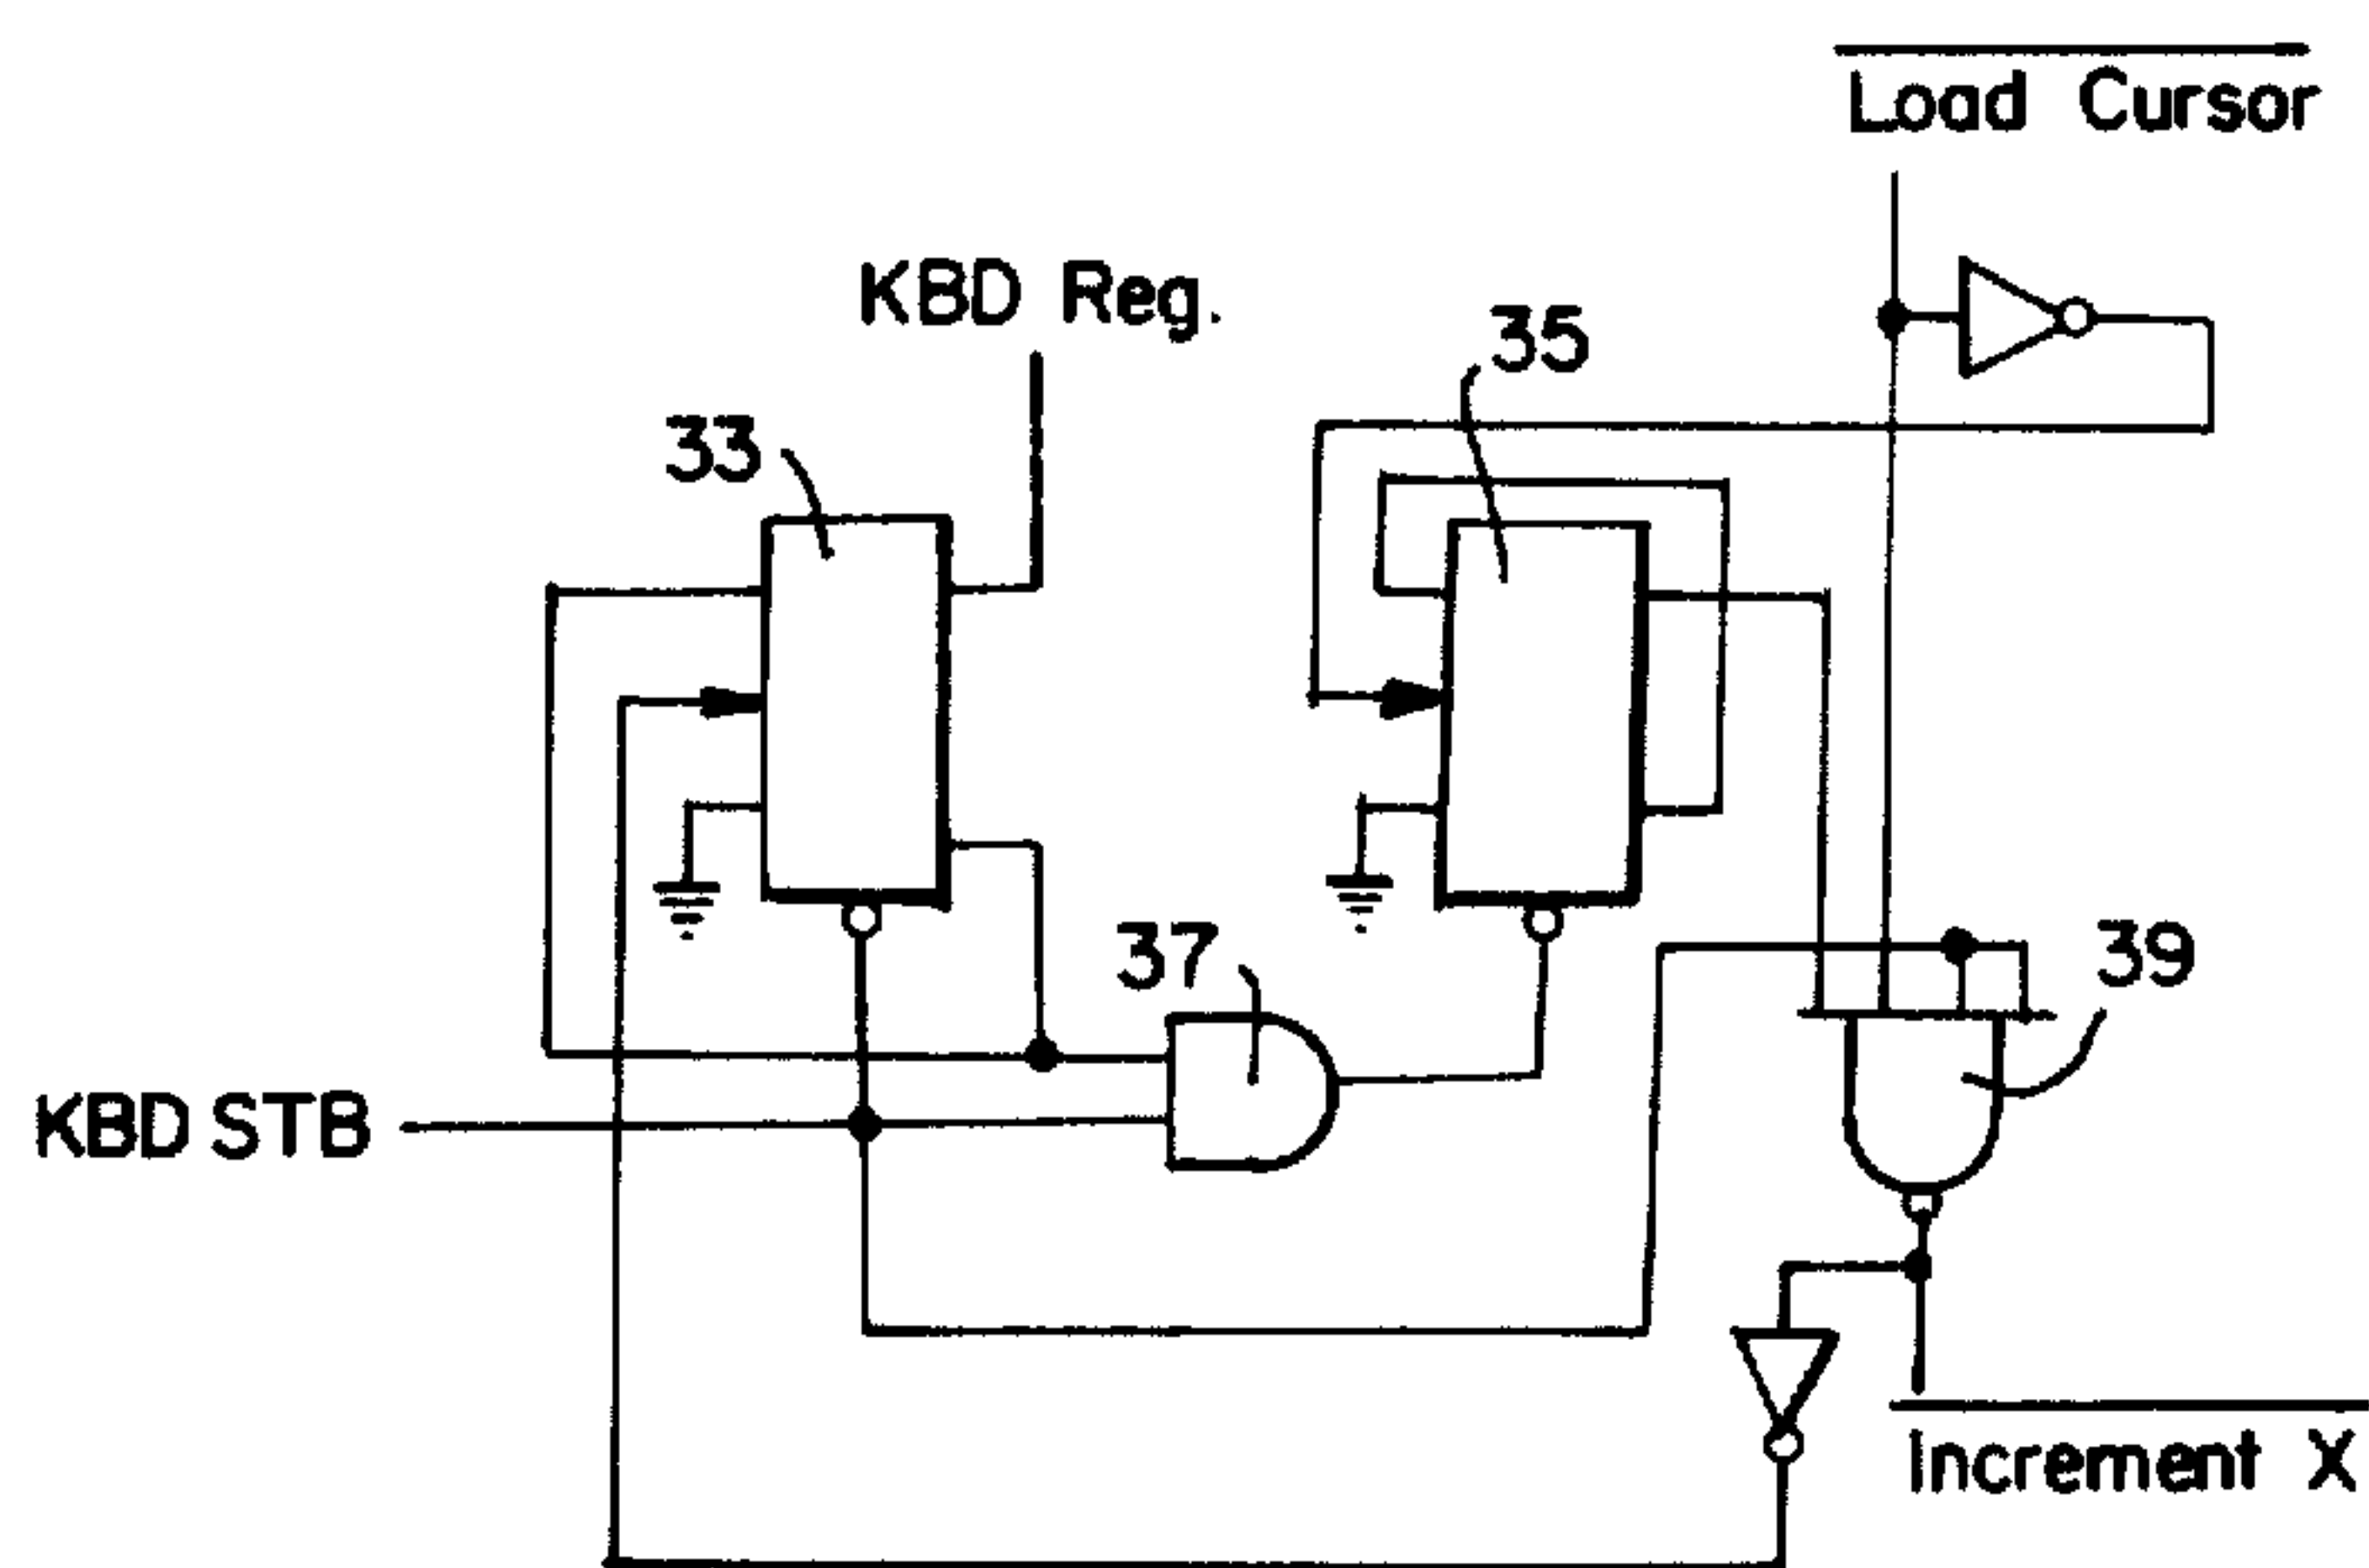 Load Cursor
KBD Reg.
35
33
37
39
KBD STB
Increment X